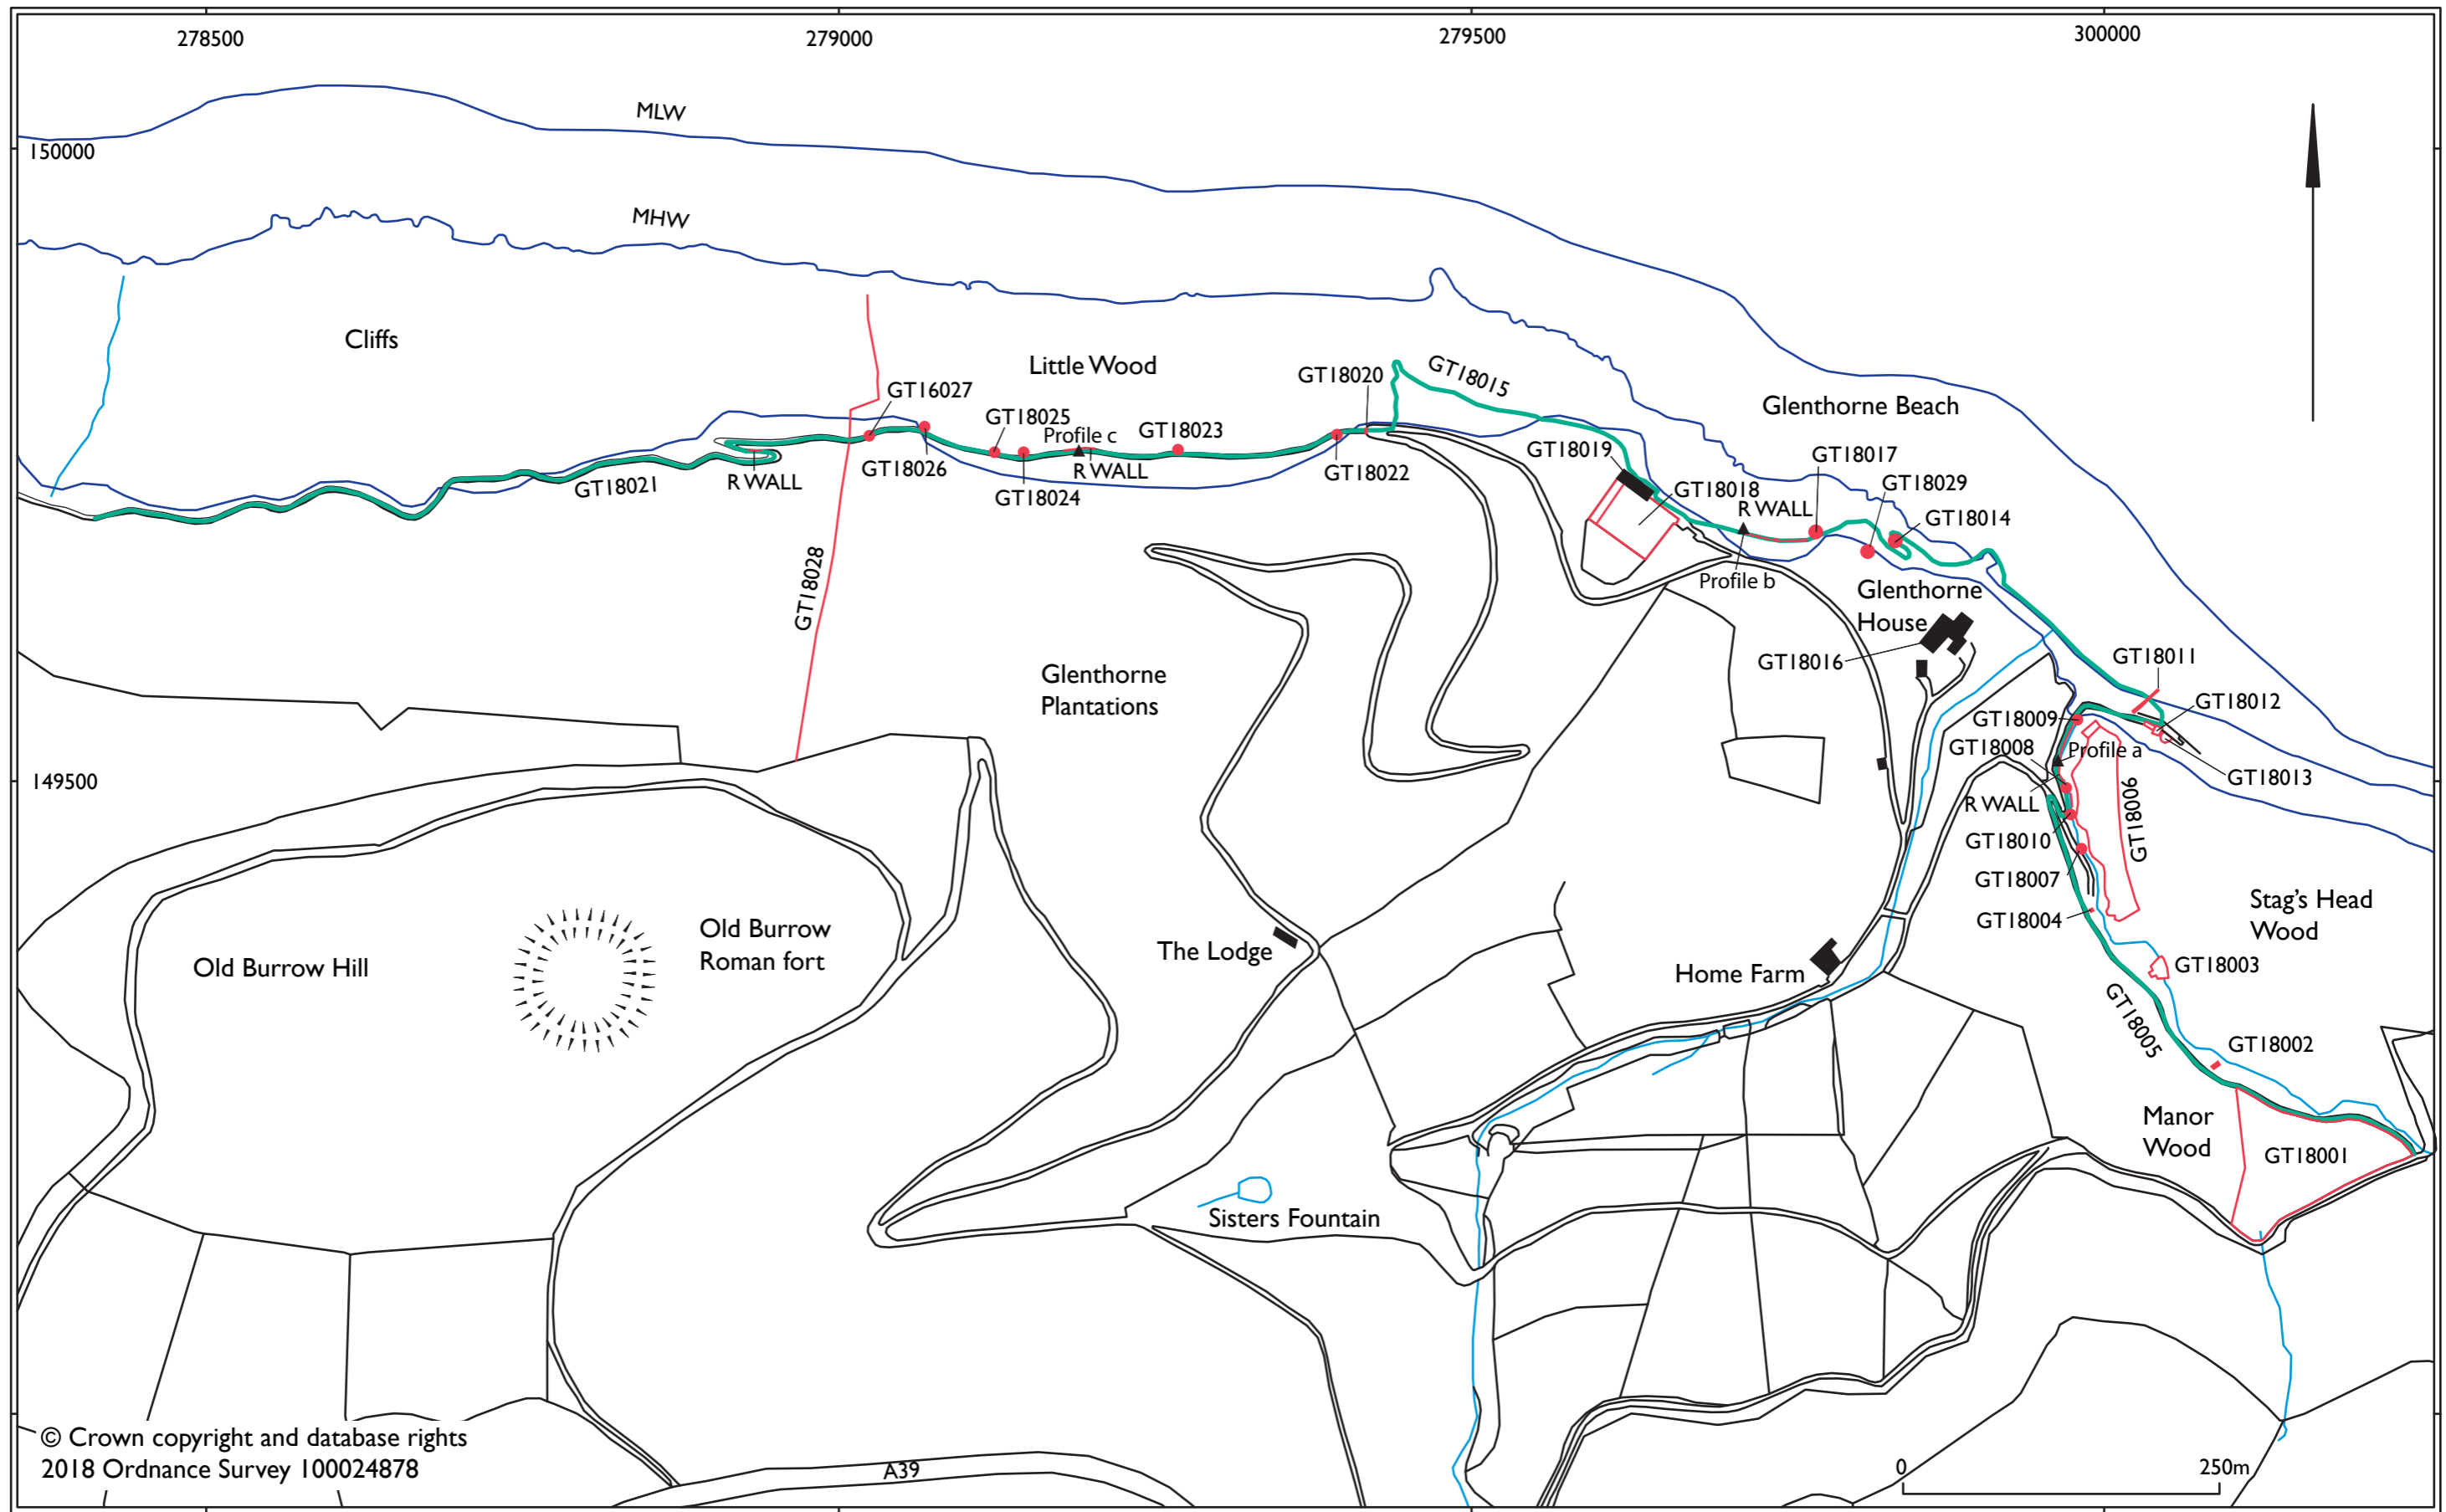 278500
279000
279500
300000
MLW
150000
MHW
Cliffs
Little Wood
GT18020
GT18015
GT16027
Glenthorne Beach
GT18025
Profile c
GT18023
GT18019
GT18017
GT18026
R WALL
GT18022
GT18029
GT18021
R WALL
GT18024
GT18018
R WALL
GT18014
GT18028
Profile b
Glenthorne
House
GT18016
GT18011
Glenthorne
Plantations
GT18012
GT18009
GT18008
Profile a
GT18013
149500
R WALL
GT18006
GT18010
GT18007
Stag's Head
Wood
GT18004
Old Burrow
Roman fort
The Lodge
Old Burrow Hill
Home Farm
GT18003
GT18005
GT18002
Manor
Wood
GT18001
Sisters Fountain
© Crown copyright and database rights
2018 Ordnance Survey 100024878
A39
0
250m